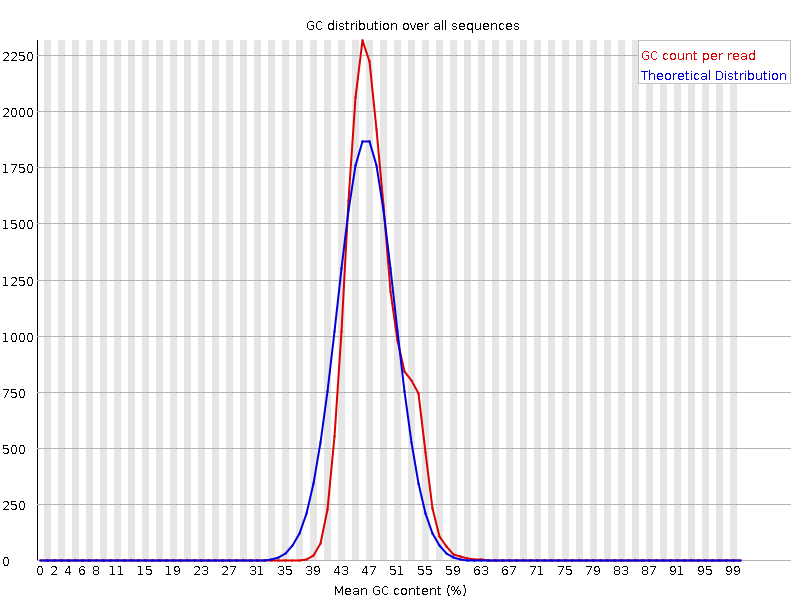 GC distribution over all sequences
GC count per read
Theoretical Distribution
2250
2000
1750
1500
1250
1000
750
500
250
0
0 2 4 6 8 11 15 19 23 27 31 35 39 43 47 51 55 59 63 67 71 75 79 83 87 91 95 99
Mean GC content (%)